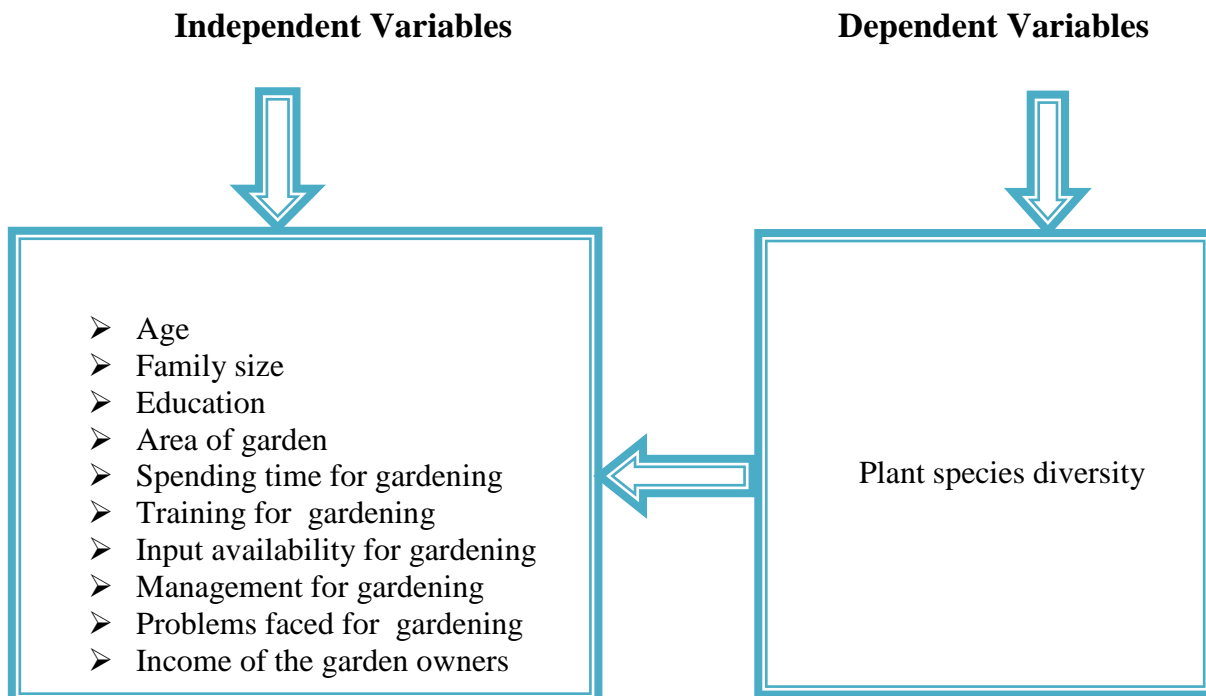 Independent Variables
Dependent Variables
➢ Age
➢ Family size
➢ Education
➢ Area of garden
➢ Spending time for gardening
➢ Training for  gardening
➢ Input availability for gardening
➢ Management for gardening
➢ Problems faced for  gardening
➢ Income of the garden owners
Plant species diversity